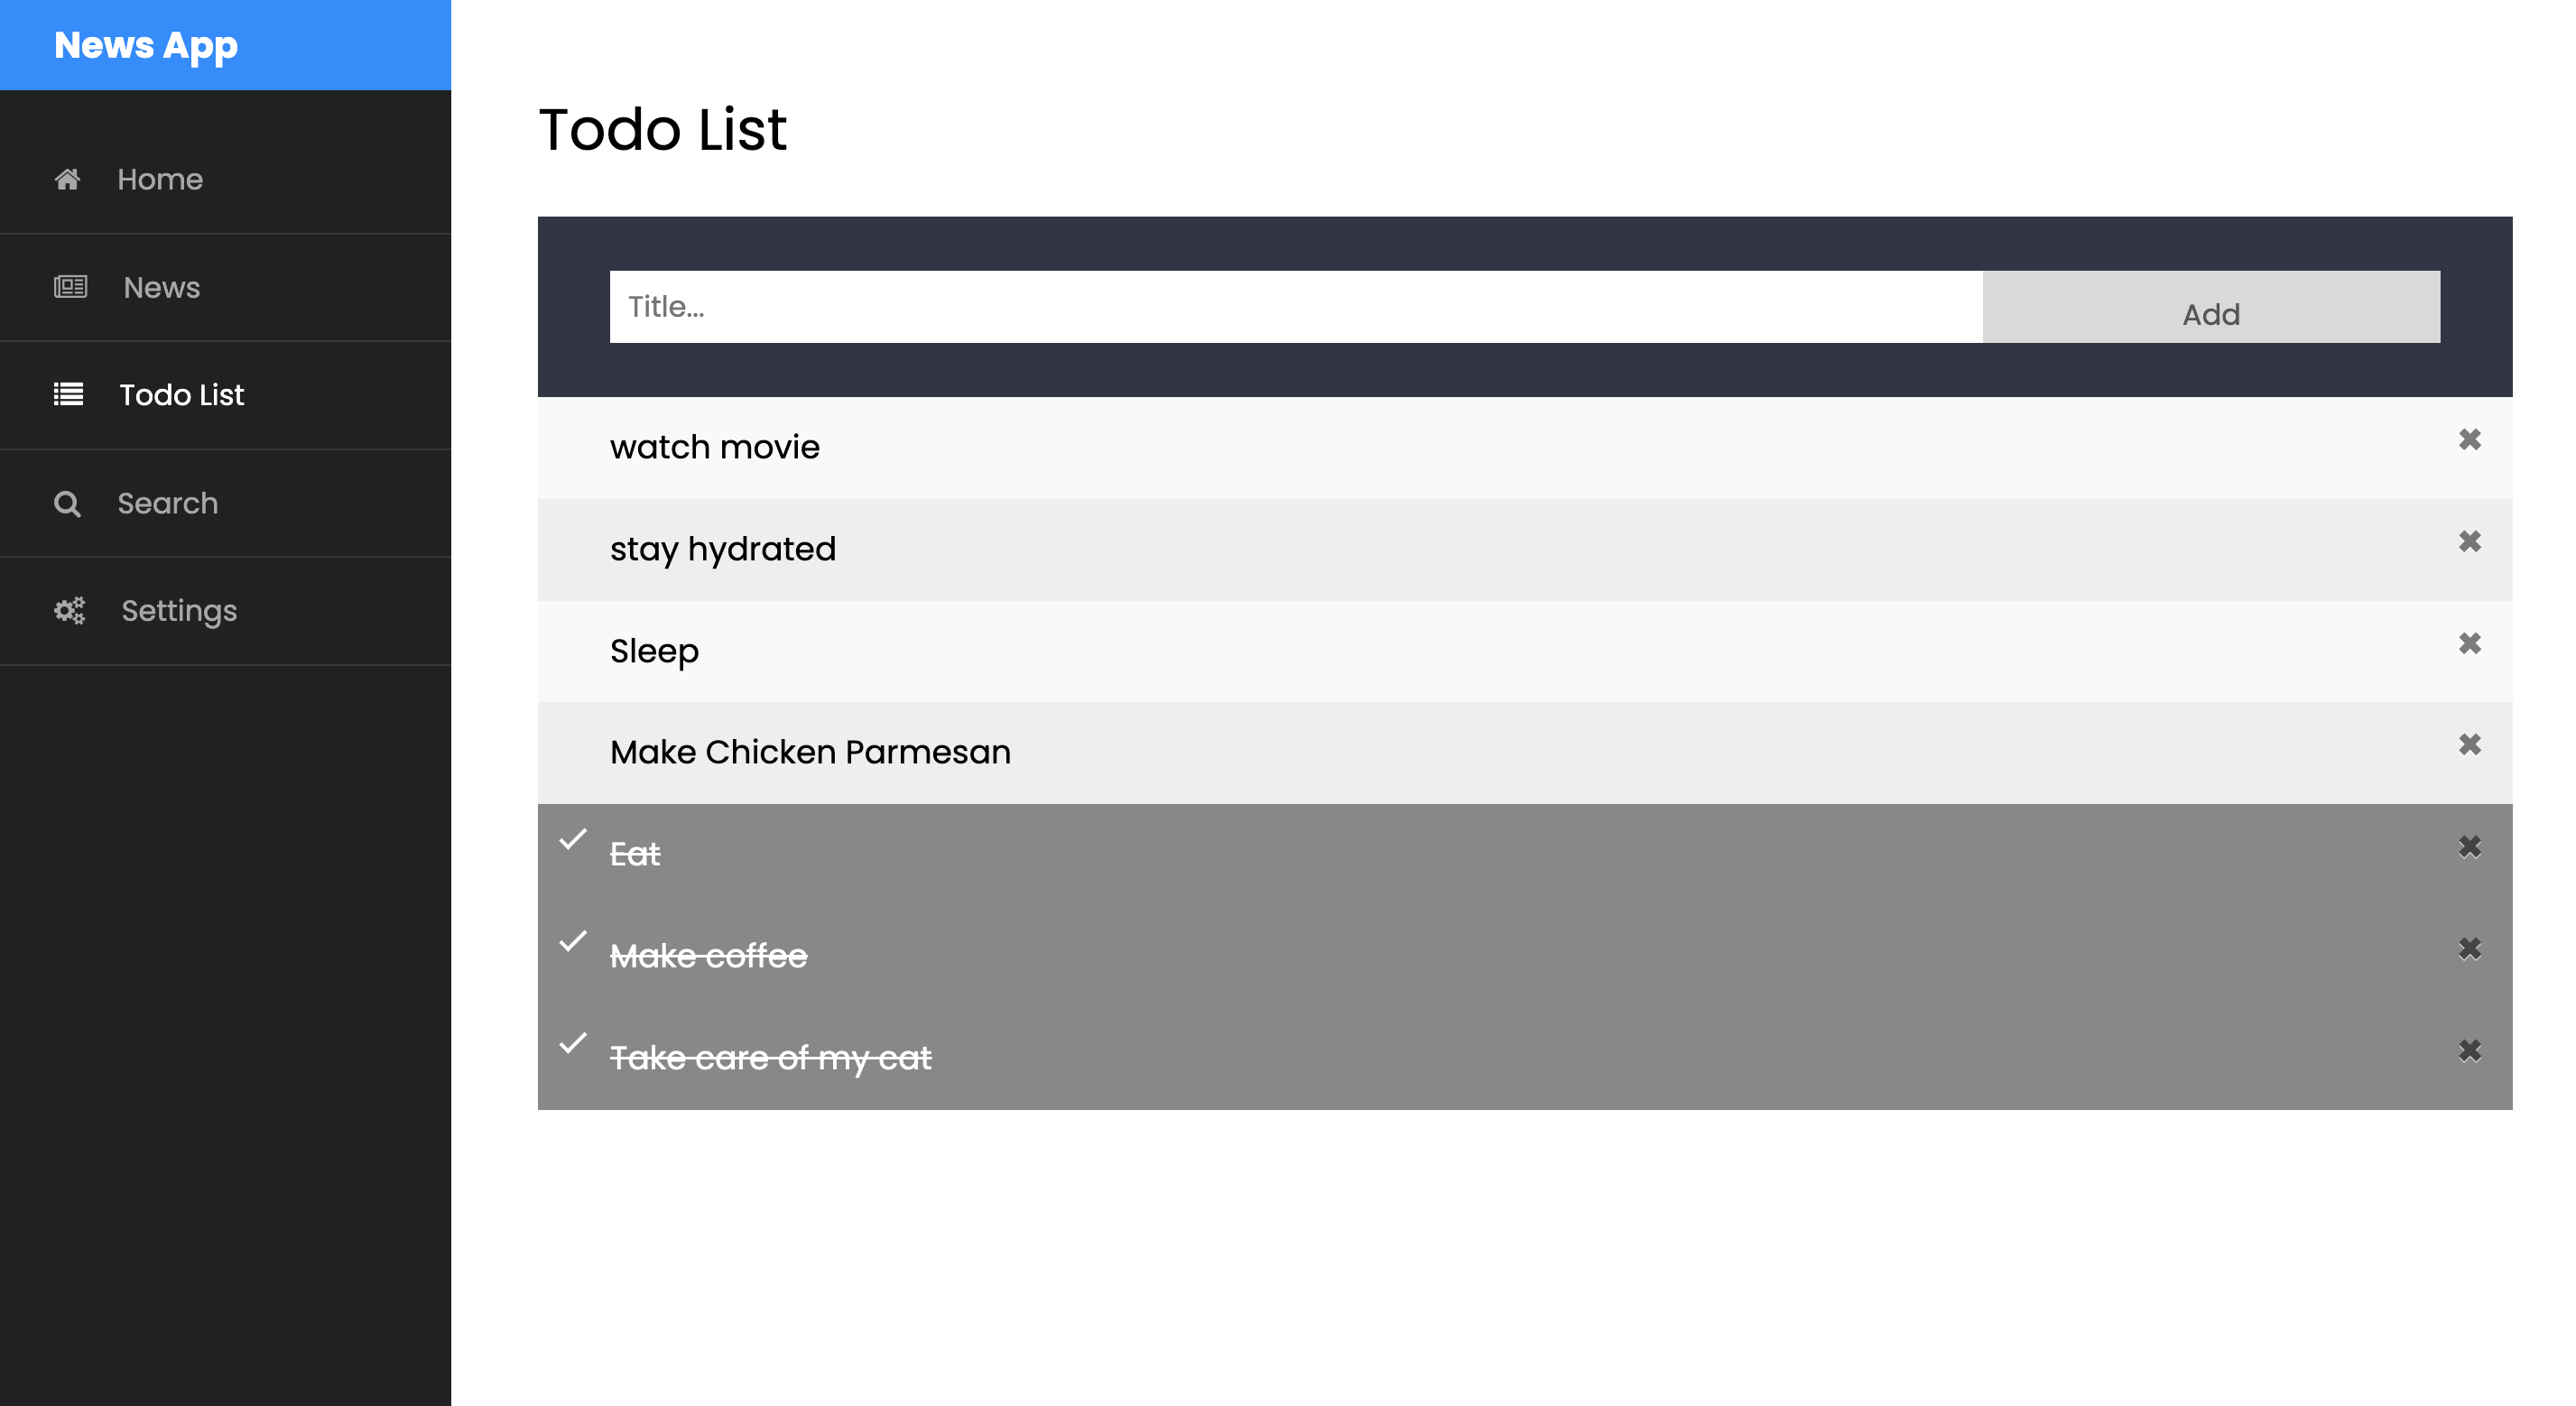 News App
Home
News
Todo List
Search
Settings
Todo List
Title...
Add
watch movie
stay hydrated
Sleep
Make Chicken Parmesan
Eat
Make coffee
Take care of my cat